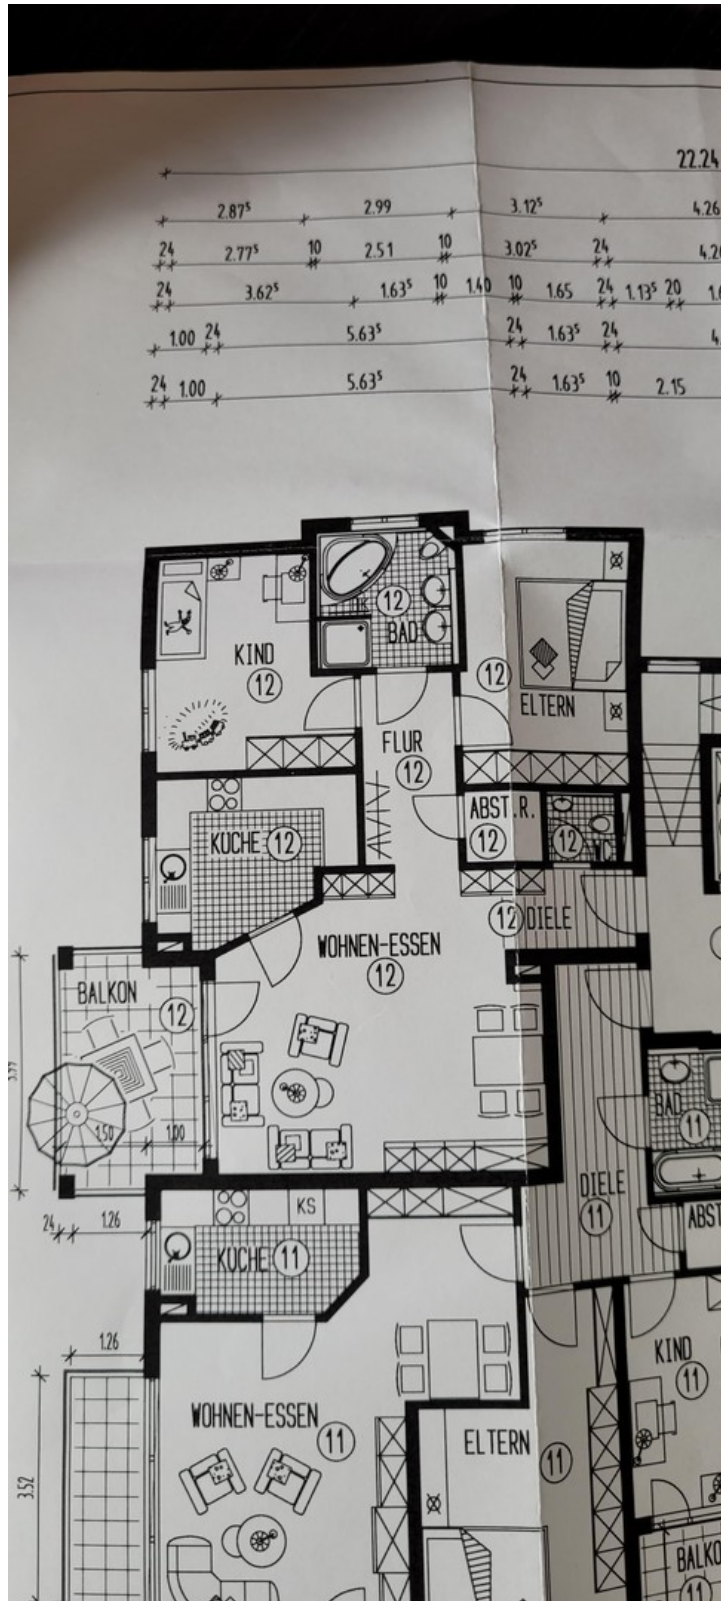 22.24
2.87⁵ 2.99 3.12⁵ 4.26
24 2.77⁵ 10 2.51 10 3.02⁵ 24
24 3.62⁵ 1.63⁵ 10 1.40 10 1.65 24 1.13⁵ 20
1.00 24 5.63⁵ 24 1.63⁵ 24
24 1.00 5.63⁵ 24 1.63⁵ 10 2.15
12
BAD
KIND
12
12
ELTERN
FLUR
12
KÜCHE 12
ABST.R.
12
12
WC
12 DIELE
WOHNEN-ESSEN
12
BALKON
12
1.50 1.00
BAD
11
DIELE
11
24 1.26
KS
KÜCHE 11
ABST
1.26
KIND
11
WOHNEN-ESSEN
11
ELTERN
11
3.52
BALKO
11